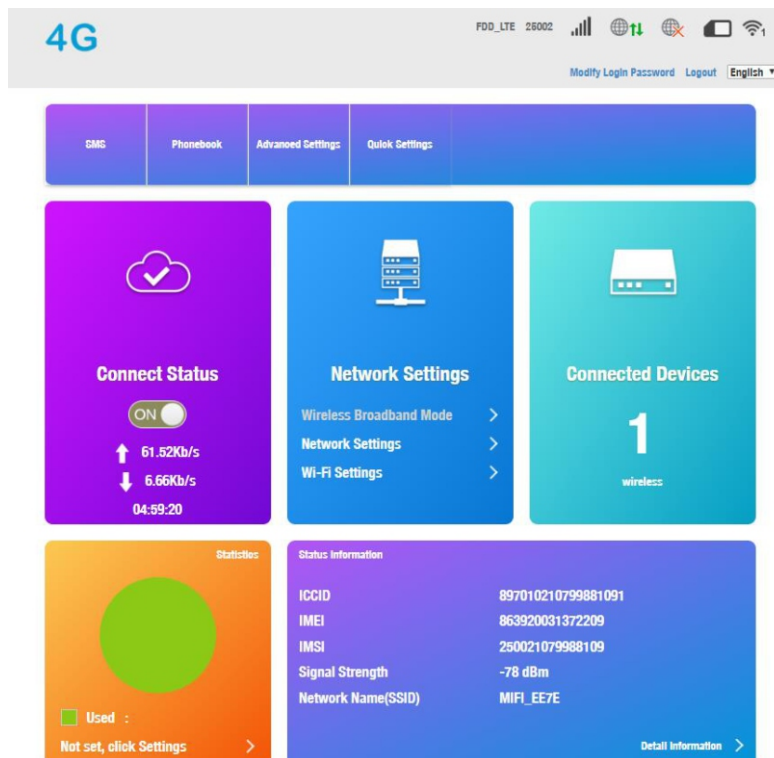 4G
FDD_LTE 25002
1
Modify Login Password Logout English
SMS Phonebook Advanced Settings Quick Settings
Connect Status
ON
61.52Kb/s
6.66Kb/s
04:59:20
Network Settings
Wireless Broadband Mode
Network Settings
Wi-Fi Settings
Connected Devices
1
wireless
Statistics
Used :
Not set, click Settings
Status Information
ICCID 897010210799881091
IMEI 863920031372209
IMSI 250021079988109
Signal Strength -78 dBm
Network Name(SSID) MIFI_EE7E
Detail Information